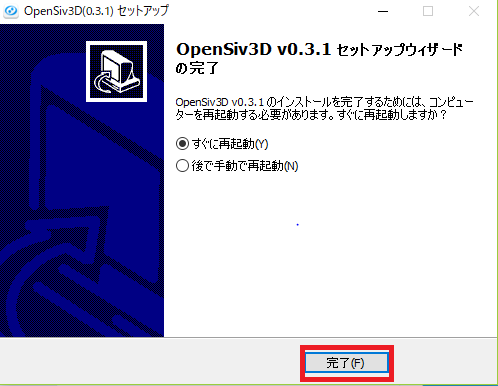 OpenSiv3D(0.3.1) セットアップ
OpenSiv3D v0.3.1 セットアップウィザード
の完了
OpenSiv3D v0.3.1 のインストールを完了するためには、コンピュー
ターを再起動する必要があります。すぐに再起動しますか？
すぐに再起動(Y)
後で手動で再起動(N)
完了(F)